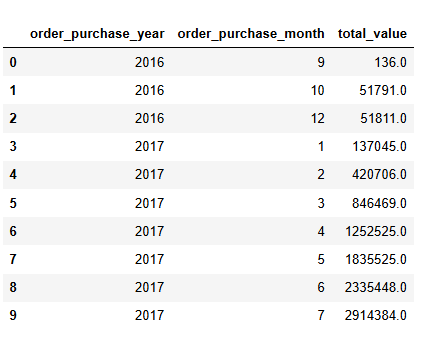 order_purchase_year order_purchase_month total_value
0 2016 9 136.0
1 2016 10 51791.0
2 2016 12 51811.0
3 2017 1 137045.0
4 2017 2 420706.0
5 2017 3 846469.0
6 2017 4 1252525.0
7 2017 5 1835525.0
8 2017 6 2335448.0
9 2017 7 2914384.0